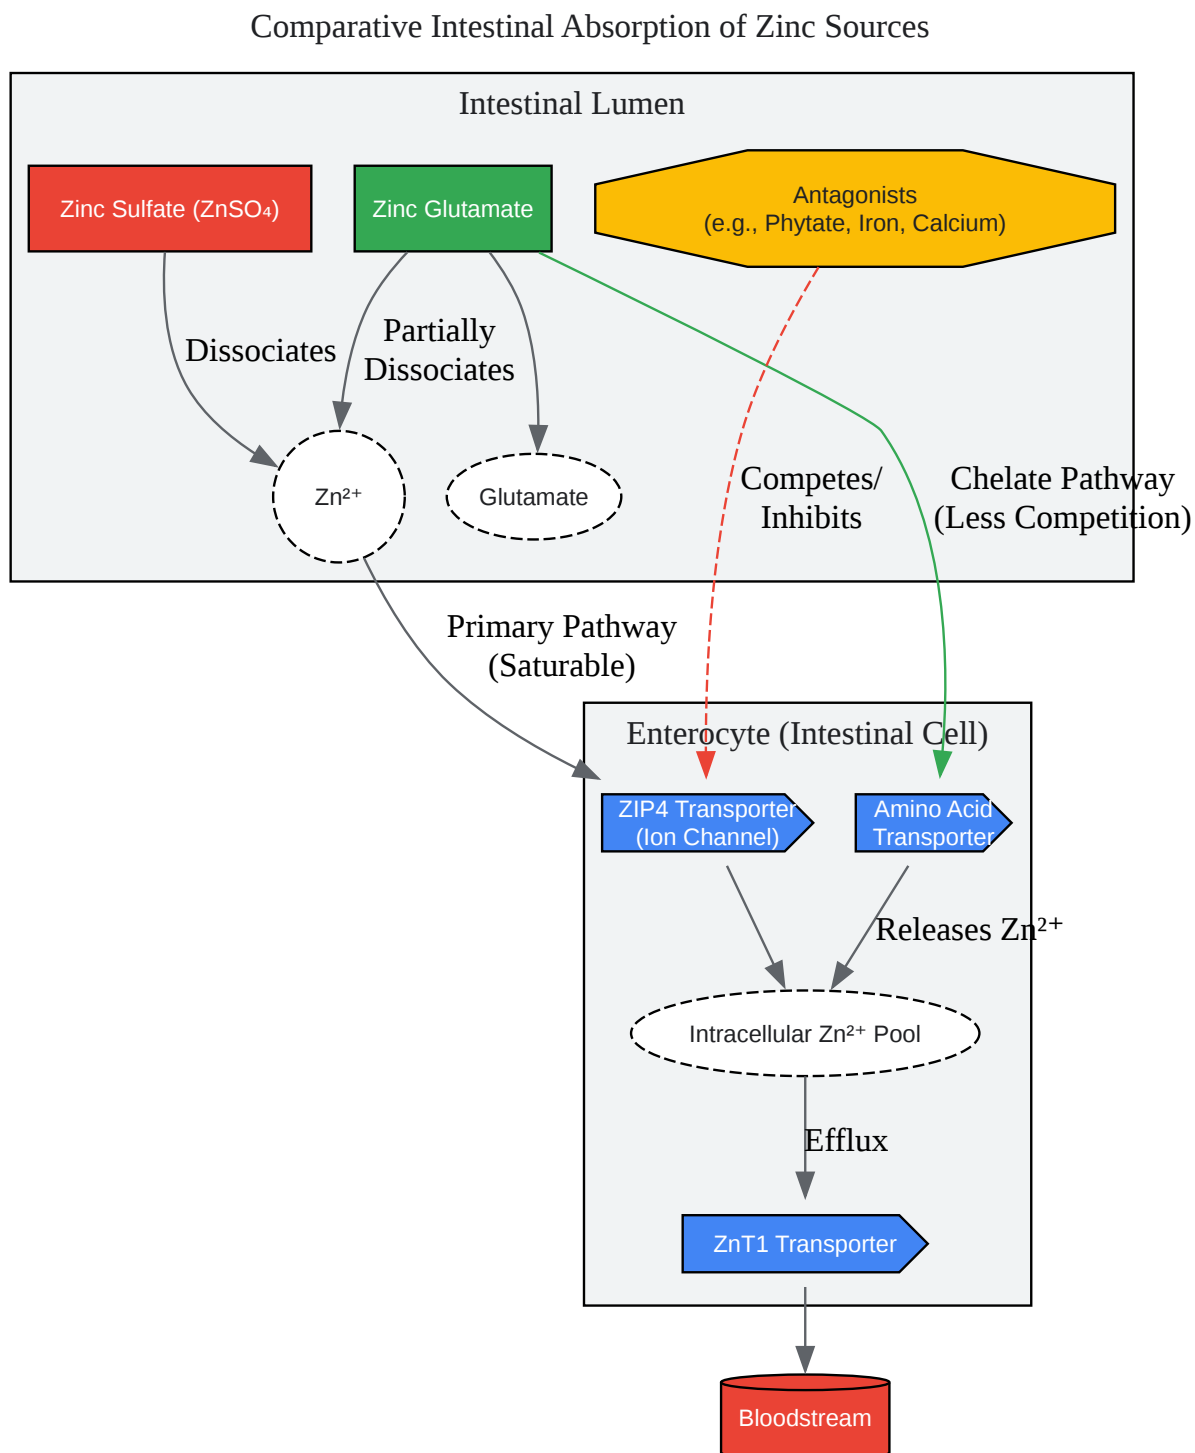 Comparative Intestinal Absorption of Zinc Sources
Intestinal Lumen
Zinc Sulfate (ZnSO₄)
Zinc Glutamate
Antagonists
(e.g., Phytate, Iron, Calcium)
Dissociates
Partially
Dissociates
Zn²⁺
Glutamate
Competes/
Inhibits
Chelate Pathway
(Less Competition)
Primary Pathway
(Saturable)
Enterocyte (Intestinal Cell)
ZIP4 Transporter
(Ion Channel)
Amino Acid
Transporter
Releases Zn²⁺
Intracellular Zn²⁺ Pool
Efflux
ZnT1 Transporter
Bloodstream